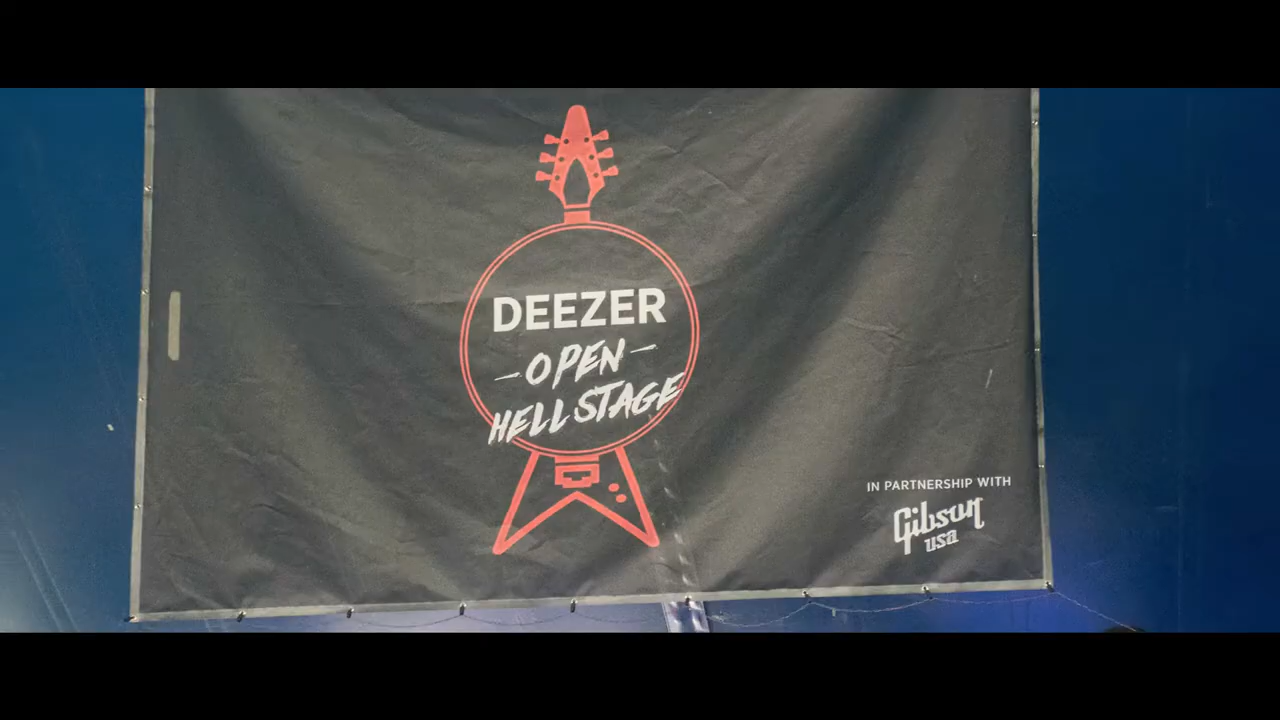 DEEZER
-OPEN-
HELL STAGE
IN PARTNERSHIP WITH
Gibson
usa